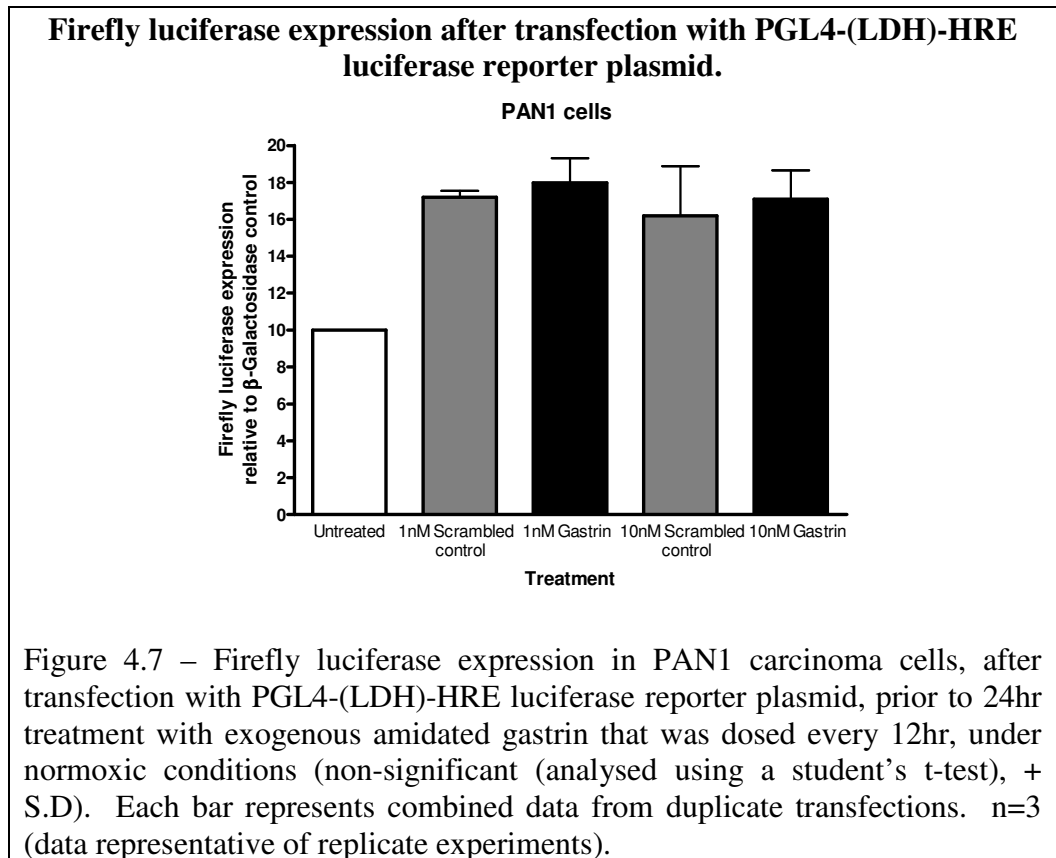 Firefly luciferase expression after transfection with PGL4-(LDH)-HRE
luciferase reporter plasmid.
PAN1 cells
Firefly luciferase expression
relative to β-Galactosidase control
20
18
16
14
12
10
8
6
4
2
0
Untreated
1nM Scrambled
control
1nM Gastrin
10nM Scrambled
control
10nM Gastrin
Treatment
Figure 4.7 – Firefly luciferase expression in PAN1 carcinoma cells, after
transfection with PGL4-(LDH)-HRE luciferase reporter plasmid, prior to 24hr
treatment with exogenous amidated gastrin that was dosed every 12hr, under
normoxic conditions (non-significant (analysed using a student’s t-test), +
S.D). Each bar represents combined data from duplicate transfections. n=3
(data representative of replicate experiments).